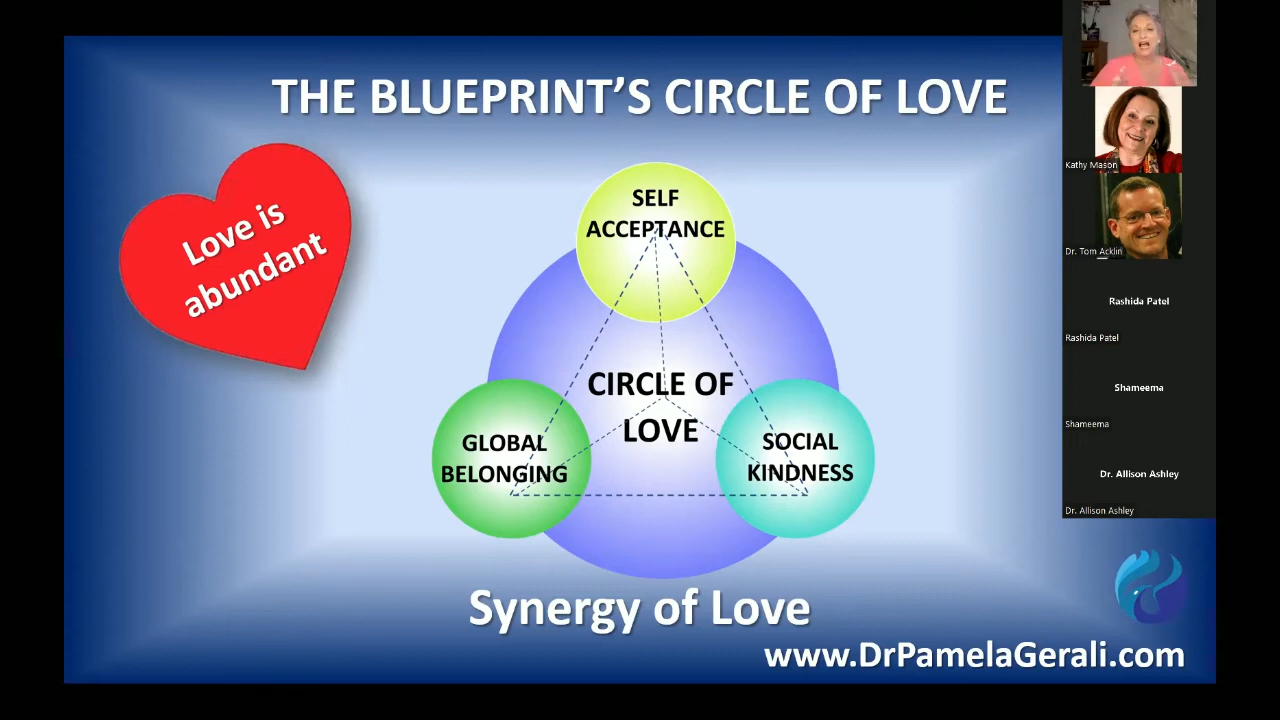 THE BLUEPRINT'S CIRCLE OF LOVE
Love is
abundant
SELF
ACCEPTANCE
CIRCLE OF
LOVE
GLOBAL
BELONGING
SOCIAL
KINDNESS
Synergy of Love
www.DrPamelaGerali.com
Kathy Mason
Dr. Tom Acklin
Rashida Patel
Rashida Patel
Shameema
Shameema
Dr. Allison Ashley
Dr. Allison Ashley